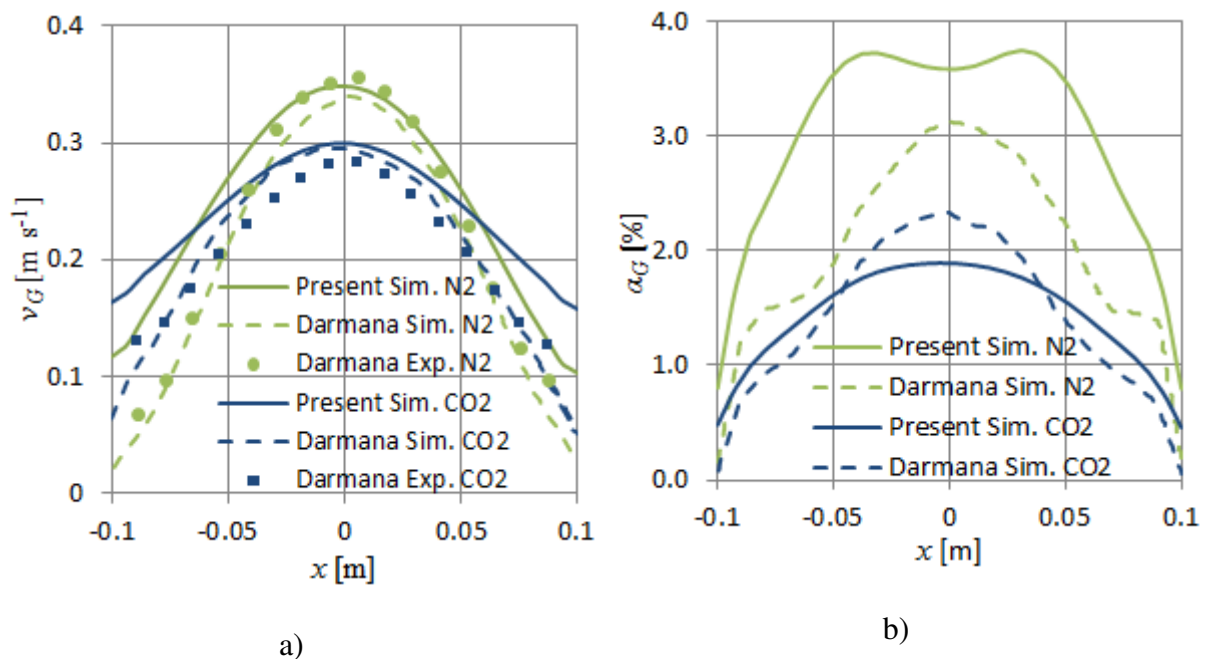 0.4
0.3
0.2
0.1
0
v_G [m s⁻¹]
Present Sim. N2
Darmana Sim. N2
Darmana Exp. N2
Present Sim. CO2
Darmana Sim. CO2
Darmana Exp. CO2
-0.1 -0.05 0 0.05 0.1
x [m]
a)
4.0
3.0
2.0
1.0
0.0
α_G [%]
Present Sim. N2
Darmana Sim. N2
Present Sim. CO2
Darmana Sim. CO2
-0.1 -0.05 0 0.05 0.1
x [m]
b)